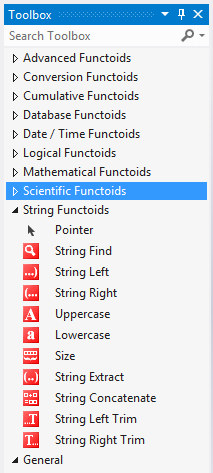 Toolbox
Search Toolbox
Advanced Functoids
Conversion Functoids
Cumulative Functoids
Database Functoids
Date / Time Functoids
Logical Functoids
Mathematical Functoids
Scientific Functoids
String Functoids
Pointer
String Find
...) String Left
(... String Right
A Uppercase
a Lowercase
Size
(..) String Extract
String Concatenate
...T String Left Trim
T... String Right Trim
General